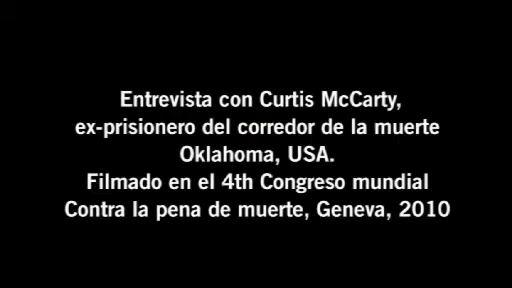 Entrevista con Curtis McCarty,
ex-prisionero del corredor de la muerte
Oklahoma, USA.
Filmado en el 4th Congreso mundial
Contra la pena de muerte, Geneva, 2010